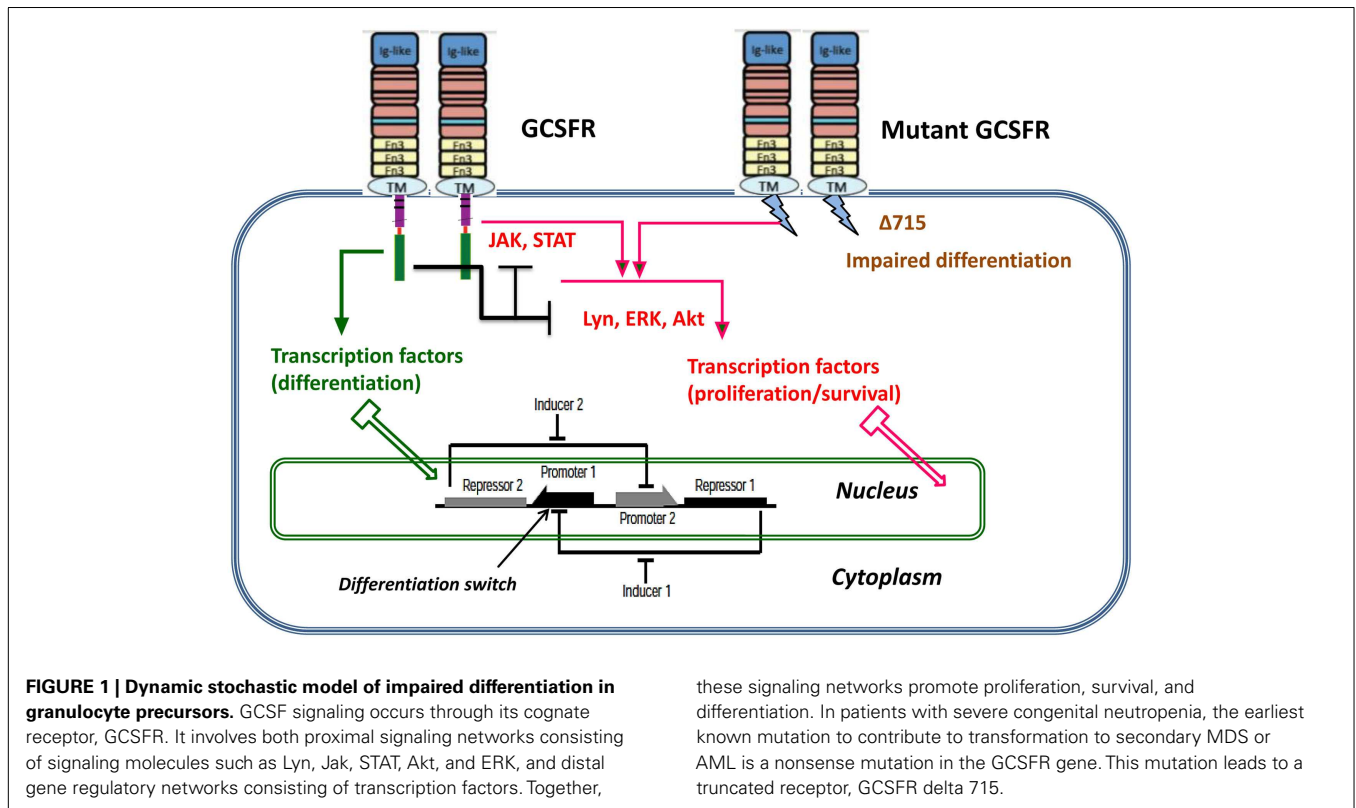 Ig-like
Ig-like
Ig-like
Ig-like
GCSFR
Mutant GCSFR
Fn3
Fn3
Fn3
Fn3
Fn3
Fn3
Fn3
Fn3
Fn3
Fn3
Fn3
Fn3
TM
TM
TM
TM
Δ715
JAK, STAT
Impaired differentiation
Lyn, ERK, Akt
Transcription factors
(differentiation)
Transcription factors
(proliferation/survival)
Inducer 2
Promoter 1
Repressor 2
Repressor 1
Nucleus
Promoter 2
Differentiation switch
Cytoplasm
Inducer 1
FIGURE 1 | Dynamic stochastic model of impaired differentiation in
granulocyte precursors. GCSF signaling occurs through its cognate
receptor, GCSFR. It involves both proximal signaling networks consisting
of signaling molecules such as Lyn, Jak, STAT, Akt, and ERK, and distal
gene regulatory networks consisting of transcription factors. Together,
these signaling networks promote proliferation, survival, and
differentiation. In patients with severe congenital neutropenia, the earliest
known mutation to contribute to transformation to secondary MDS or
AML is a nonsense mutation in the GCSFR gene. This mutation leads to a
truncated receptor, GCSFR delta 715.